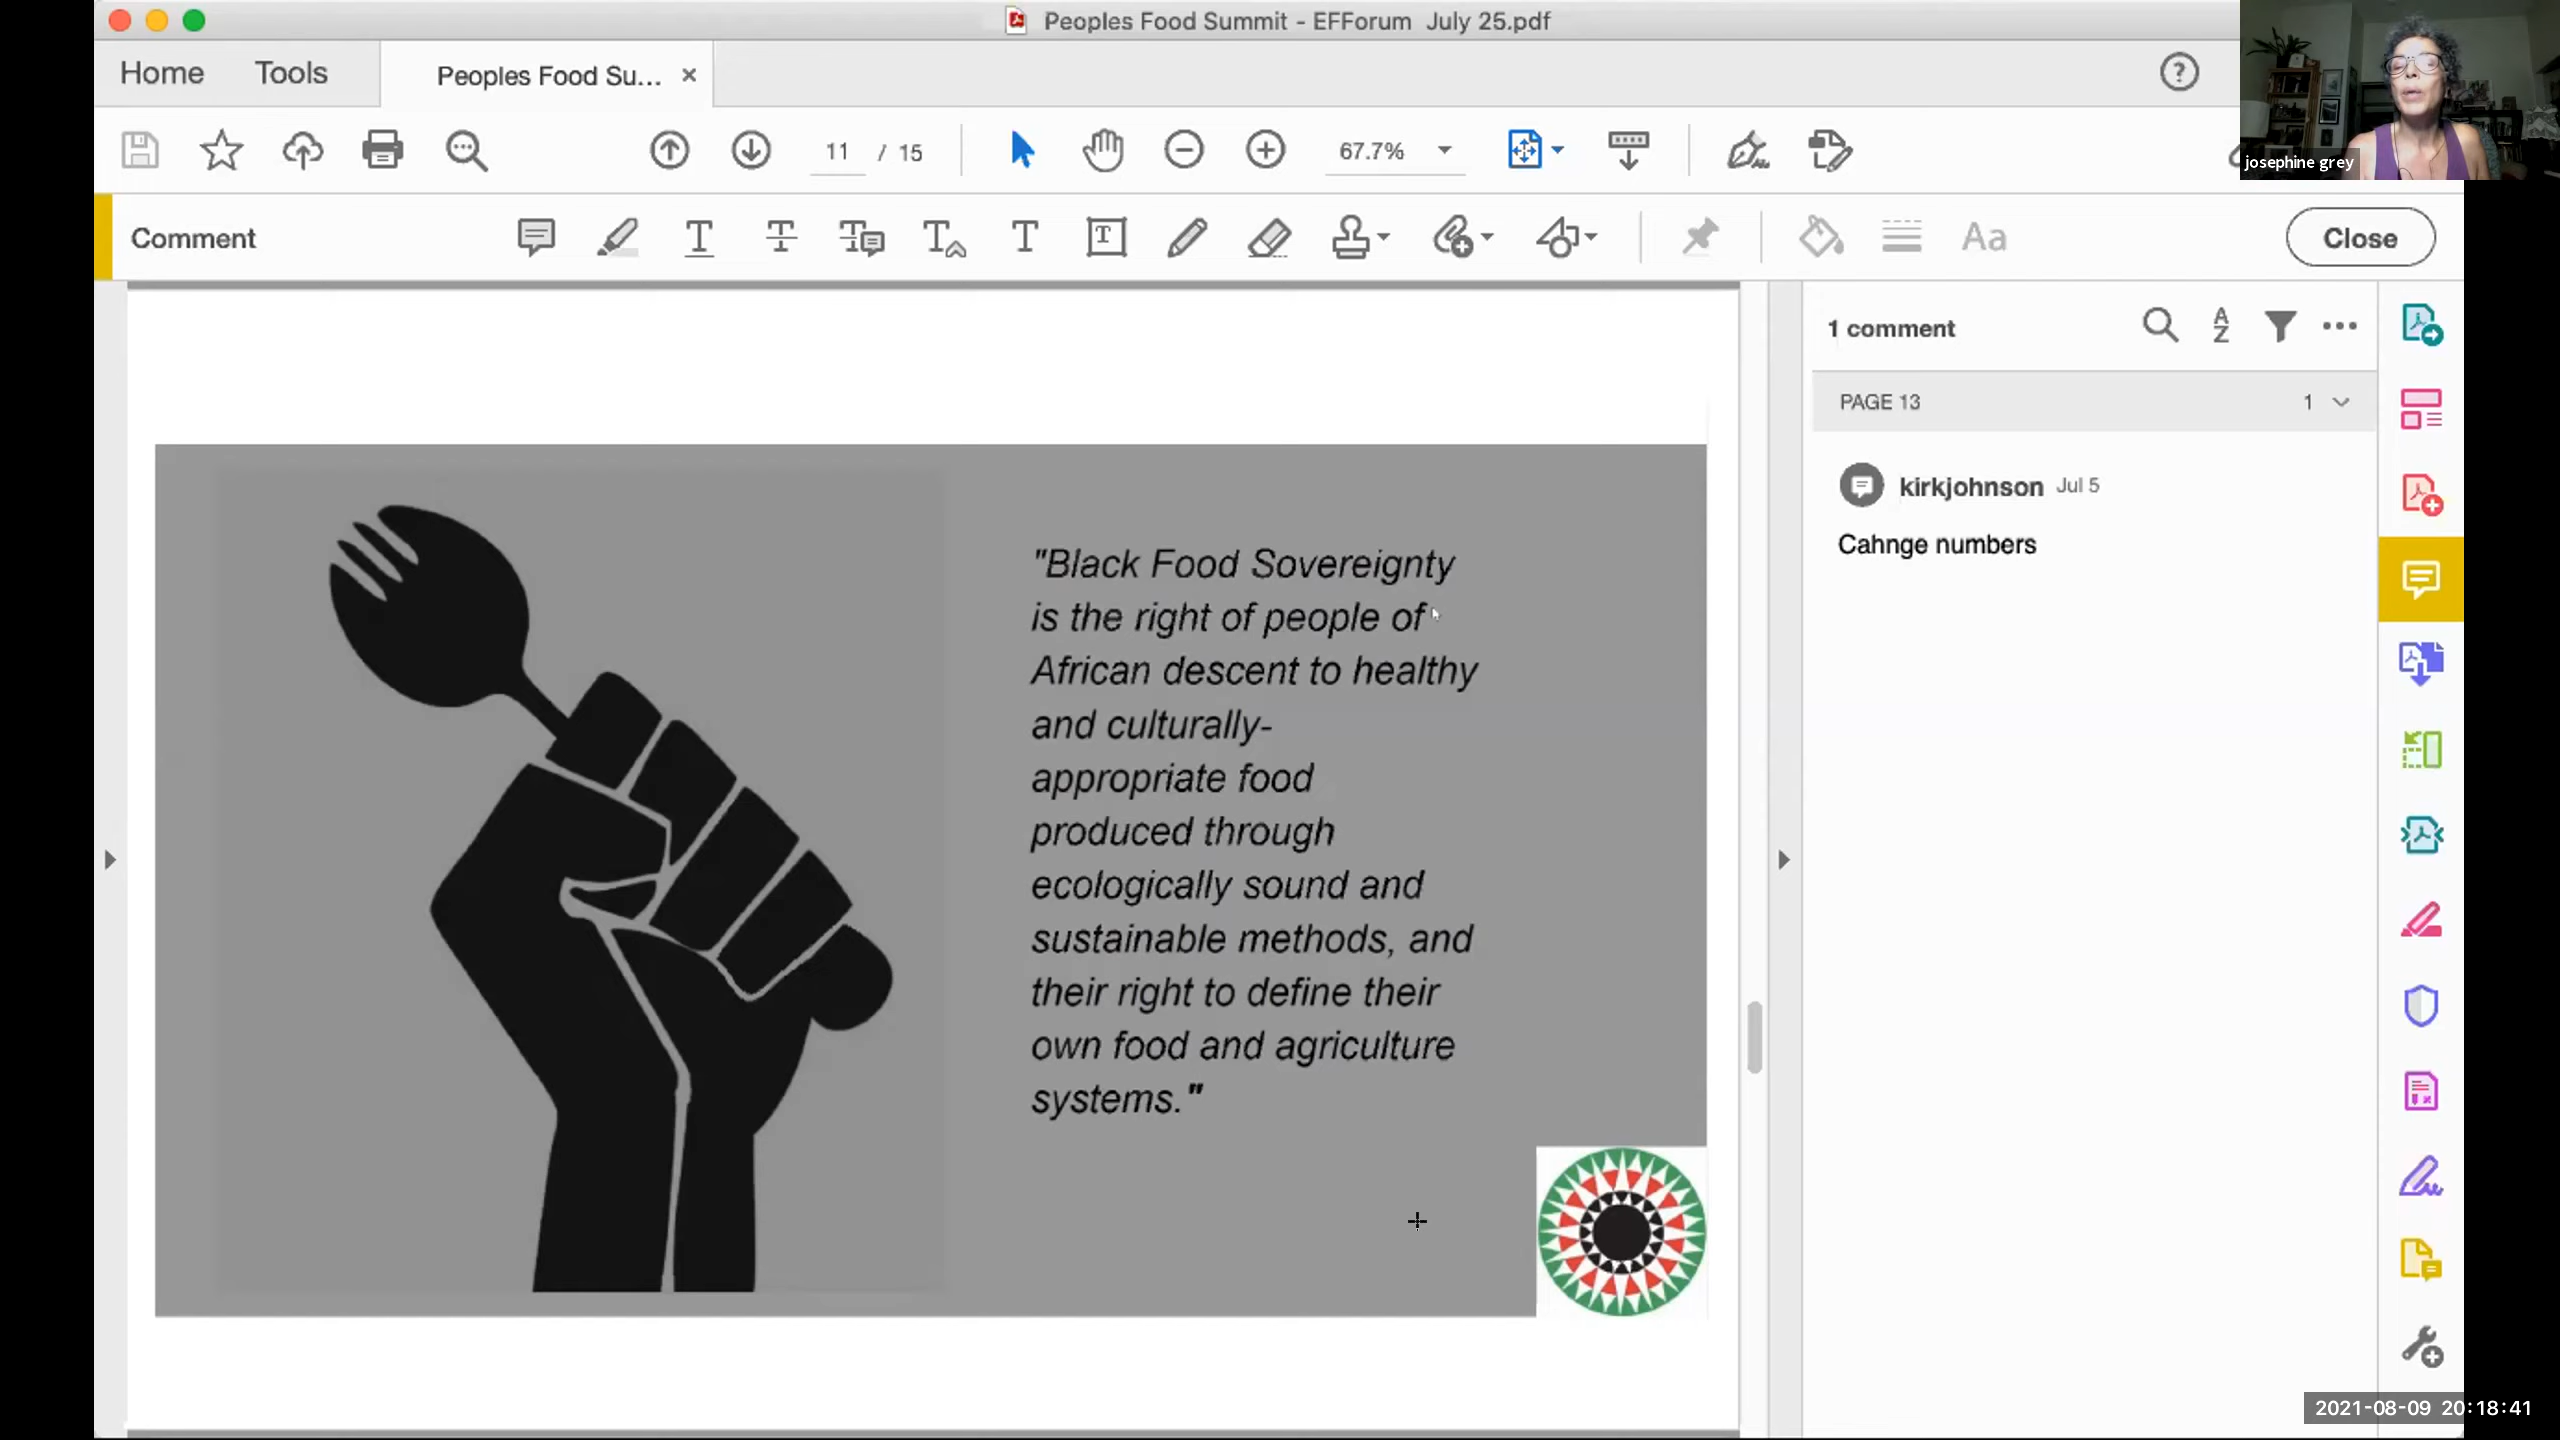 Peoples Food Summit - EFForum July 25.pdf
Home Tools Peoples Food Su... ×
josephine grey
11 / 15 67.7%
Comment
Aa
Close
1 comment
PAGE 13 1
kirkjohnson Jul 5
Cahnge numbers
"Black Food Sovereignty
is the right of people of
African descent to healthy
and culturally-
appropriate food
produced through
ecologically sound and
sustainable methods, and
their right to define their
own food and agriculture
systems."
2021-08-09 20:18:41